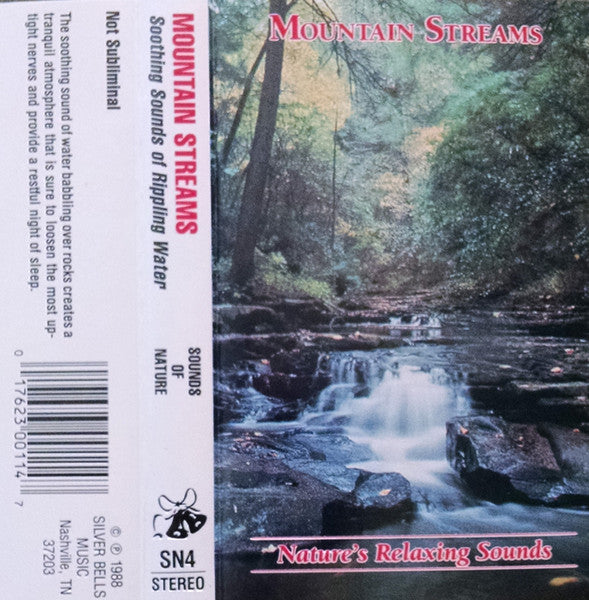 MOUNTAIN STREAMS
Nature's Relaxing Sounds
MOUNTAIN STREAMS
Soothing Sounds of Rippling Water
SOUNDS
OF
NATURE
SN4
STEREO
Not Subliminal
The soothing sound of water babbling over rocks creates a
tranquil atmosphere that is sure to loosen the most up-
tight nerves and provide a restful night of sleep.
0 17623 00114 7
© ℗ 1988
SILVER BELLS
MUSIC
Nashville, TN
37203